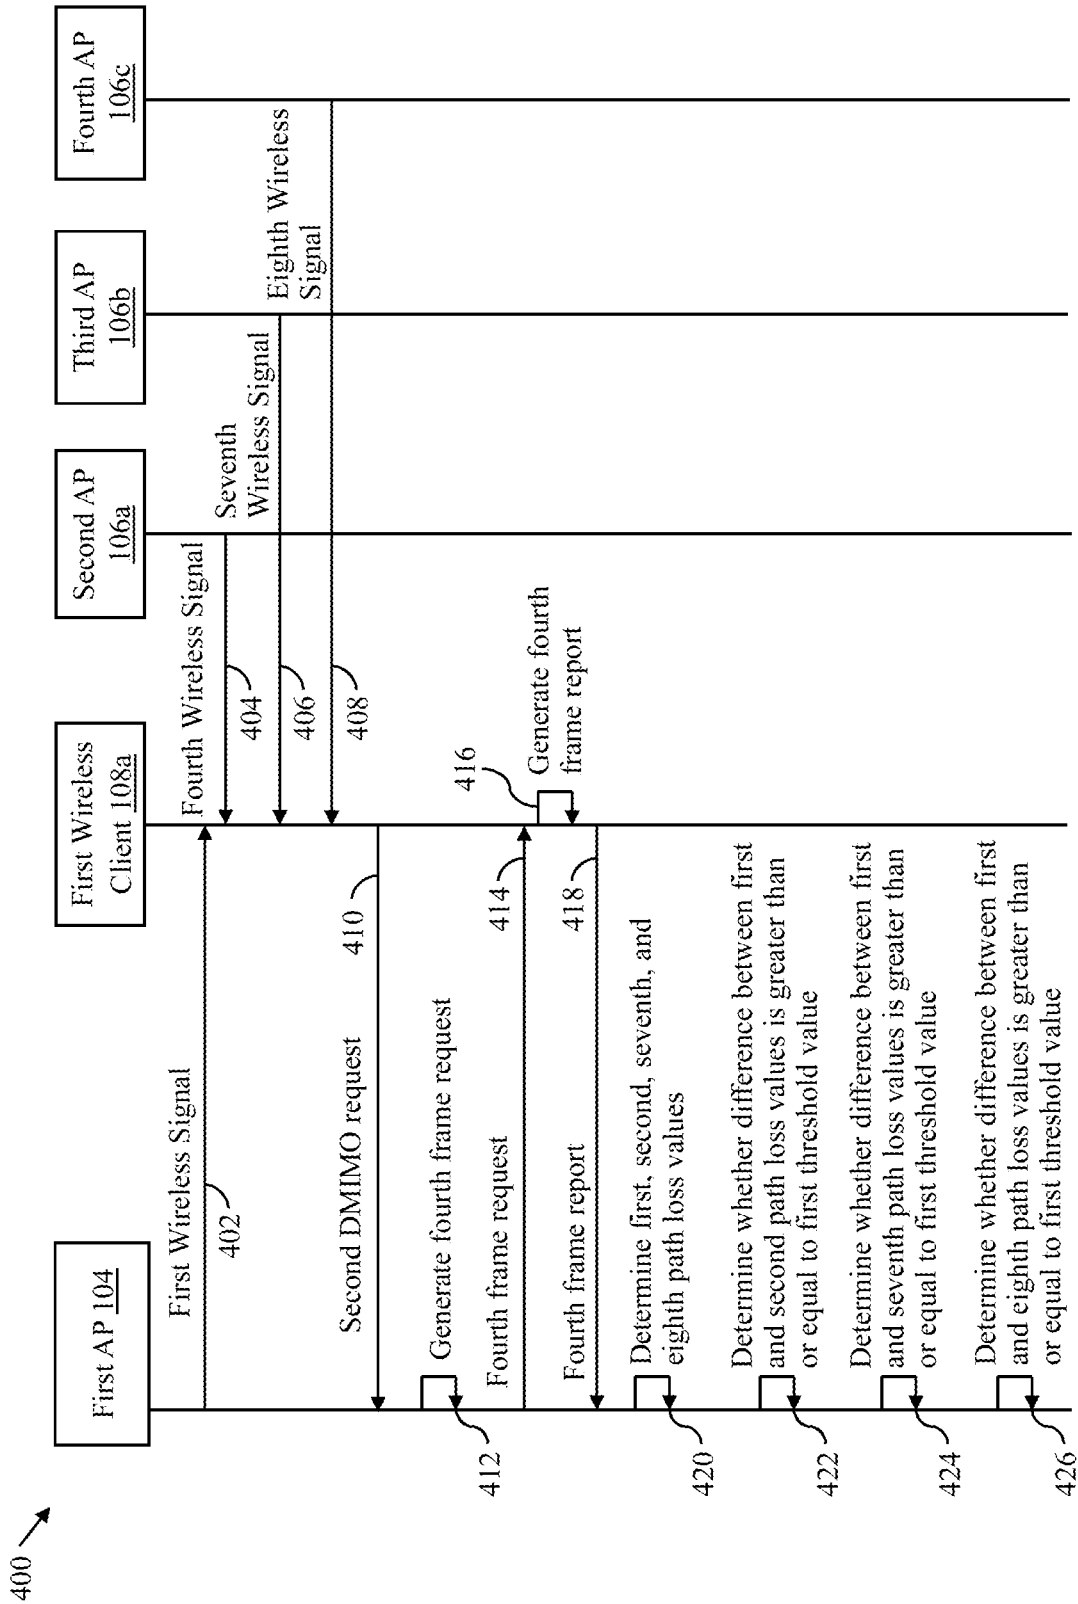 400
First AP 104
First Wireless
Client 108a
Second AP
106a
Third AP
106b
Fourth AP
106c
First Wireless Signal
402
Fourth Wireless Signal
404
Seventh
Wireless Signal
406
Eighth Wireless
Signal
408
Second DMIMO request
410
Generate fourth frame request
412
Fourth frame request
414
416
Generate fourth
frame report
Fourth frame report
418
Determine first, second, seventh, and
eighth path loss values
420
Determine whether difference between first
and second path loss values is greater than
or equal to first threshold value
422
Determine whether difference between first
and seventh path loss values is greater than
or equal to first threshold value
424
Determine whether difference between first
and eighth path loss values is greater than
or equal to first threshold value
426